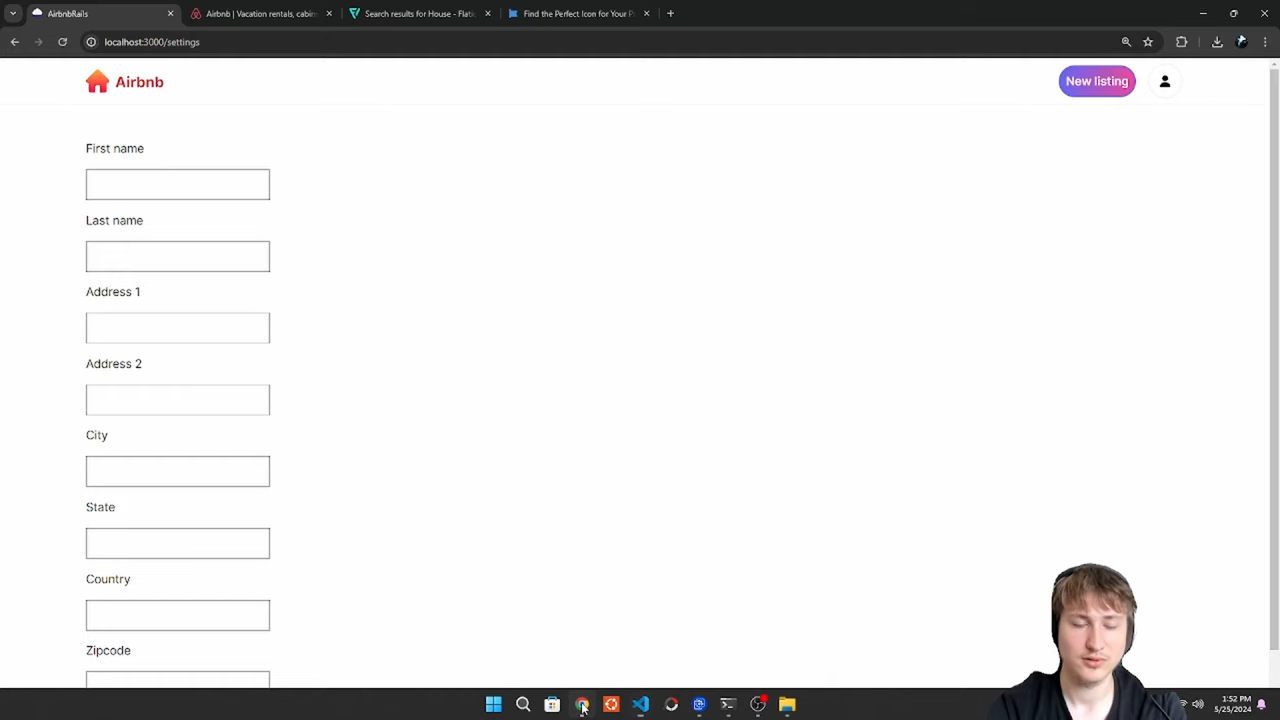 AirbnbRails
Airbnb | Vacation rentals, cabin
Search results for House - Flati
Find the Perfect Icon for Your P
localhost:3000/settings
Airbnb
New listing
First name
Last name
Address 1
Address 2
City
State
Country
Zipcode
1:52 PM
5/25/2024